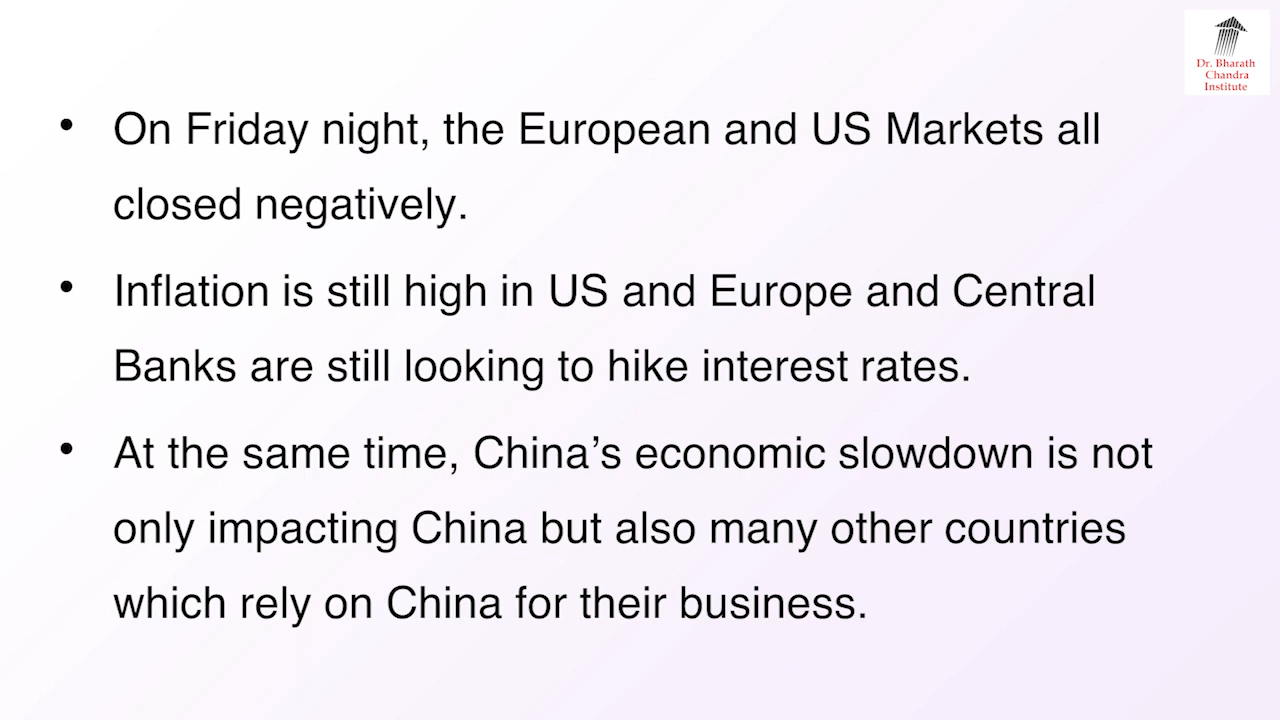 Dr. Bharath
Chandra
Institute
• On Friday night, the European and US Markets all
closed negatively.
• Inflation is still high in US and Europe and Central
Banks are still looking to hike interest rates.
• At the same time, China’s economic slowdown is not
only impacting China but also many other countries
which rely on China for their business.